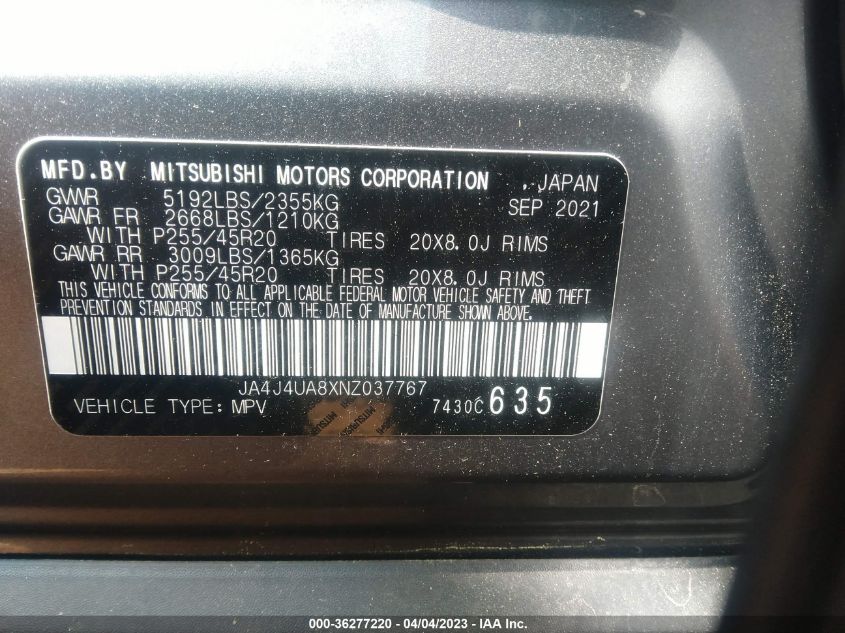 MFD.BY MITSUBISHI MOTORS CORPORATION , JAPAN
GVWR 5192LBS/2355KG SEP 2021
GAWR FR 2668LBS/1210KG
WITH P255/45R20 TIRES 20X8.0J RIMS
GAWR RR 3009LBS/1365KG
WITH P255/45R20 TIRES 20X8.0J RIMS
THIS VEHICLE CONFORMS TO ALL APPLICABLE FEDERAL MOTOR VEHICLE SAFETY AND THEFT
PREVENTION STANDARDS IN EFFECT ON THE DATE OF MANUFACTURE SHOWN ABOVE.
JA4J4UA8XNZ037767
VEHICLE TYPE: MPV 7430C 635
000-36277220 - 04/04/2023 - IAA Inc.